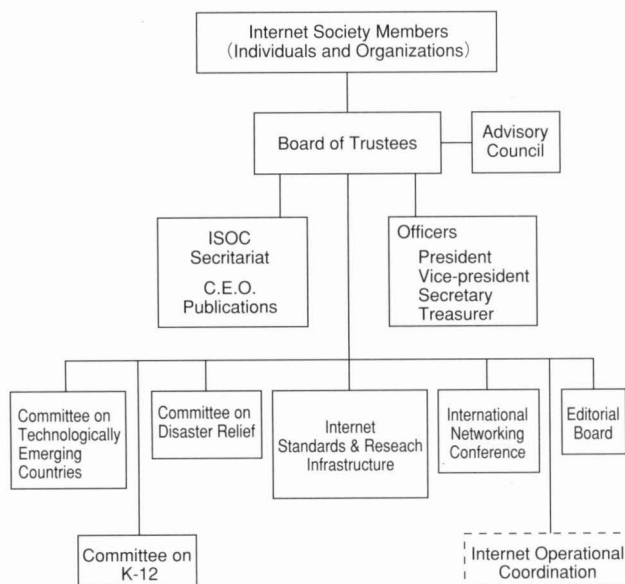 Internet Society Members
(Individuals and Organizations)
Board of Trustees
Advisory
Council
ISOC
Secritariat
C.E.O.
Publications
Officers
President
Vice-president
Secretary
Treasurer
Committee on
Technologically
Emerging
Countries
Committee on
Disaster Relief
Internet
Standards & Reseach
Infrastructure
International
Networking
Conference
Editorial
Board
Committee on
K-12
Internet Operational
Coordination